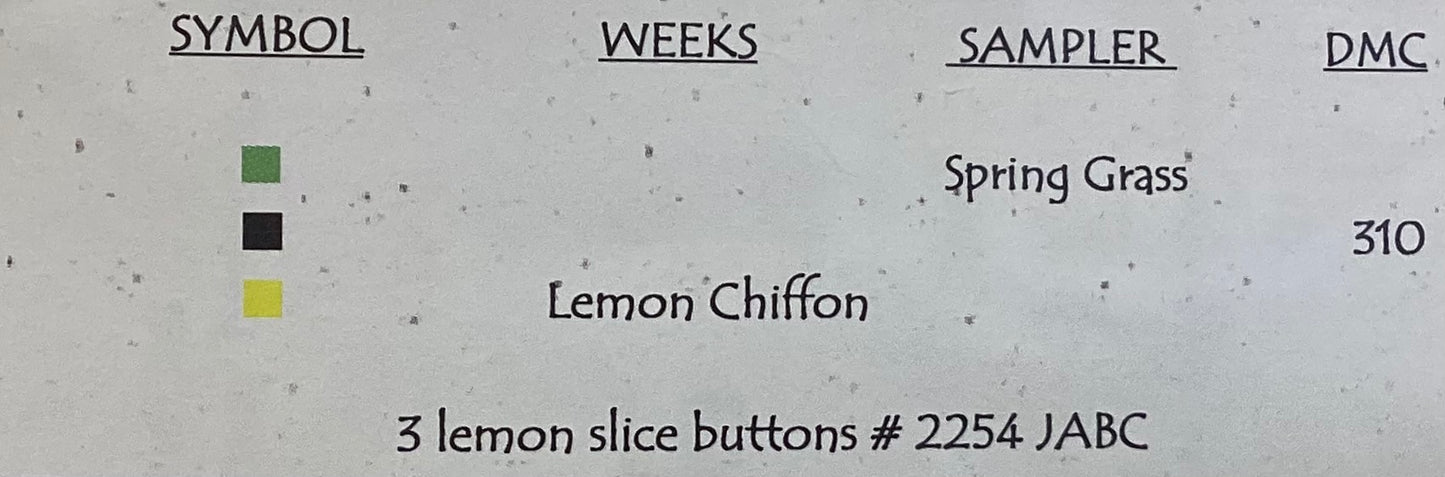 SYMBOL WEEKS SAMPLER DMC
Spring Grass
310
Lemon Chiffon
3 lemon slice buttons # 2254 JABC